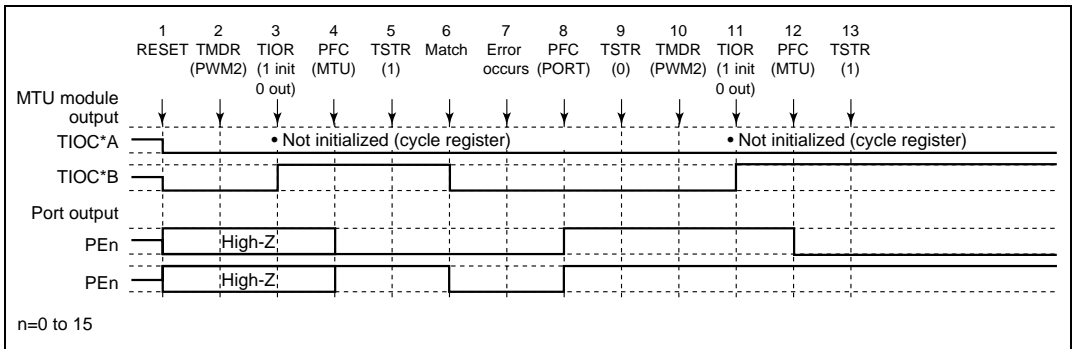 1 2 3 4 5 6 7 8 9 10 11 12 13
RESET TMDR TIOR PFC TSTR Match Error PFC TSTR TMDR TIOR PFC TSTR
(PWM2) (1 init (MTU) (1) occurs (PORT) (0) (PWM2) (1 init (MTU) (1)
0 out) 0 out)
MTU module
output
TIOC*A • Not initialized (cycle register) • Not initialized (cycle register)
TIOC*B
Port output
PEn High-Z
PEn High-Z
n=0 to 15